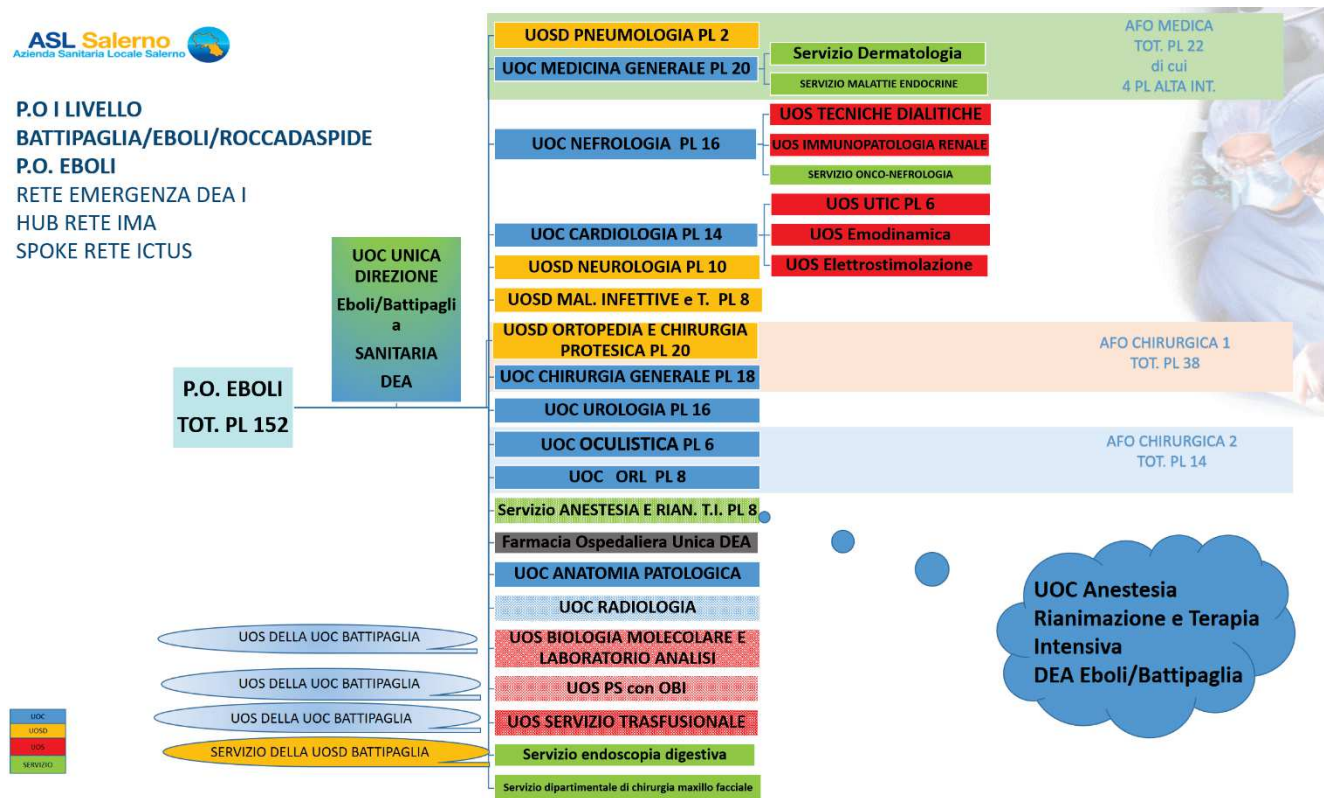 ASL Salerno
Azienda Sanitaria Locale Salerno
P.O I LIVELLO
BATTIPAGLIA/EBOLI/ROCCADASPIDE
P.O. EBOLI
RETE EMERGENZA DEA I
HUB RETE IMA
SPOKE RETE ICTUS
UOC UNICA
DIREZIONE
Eboli/Battipagli
a
SANITARIA
DEA
P.O. EBOLI
TOT. PL 152
UOSD PNEUMOLOGIA PL 2
UOC MEDICINA GENERALE PL 20
Servizio Dermatologia
SERVIZIO MALATTIE ENDOCRINE
AFO MEDICA
TOT. PL 22
di cui
4 PL ALTA INT.
UOC NEFROLOGIA PL 16
UOS TECNICHE DIALITICHE
UOS IMMUNOPATOLOGIA RENALE
SERVIZIO ONCO-NEFROLOGIA
UOC CARDIOLOGIA PL 14
UOS UTIC PL 6
UOS Emodinamica
UOS Elettrostimolazione
UOSD NEUROLOGIA PL 10
UOSD MAL. INFETTIVE e T. PL 8
UOSD ORTOPEDIA E CHIRURGIA
PROTESICA PL 20
UOC CHIRURGIA GENERALE PL 18
AFO CHIRURGICA 1
TOT. PL 38
UOC UROLOGIA PL 16
UOC OCULISTICA PL 6
UOC ORL PL 8
AFO CHIRURGICA 2
TOT. PL 14
Servizio ANESTESIA E RIAN. T.I. PL 8
Farmacia Ospedaliera Unica DEA
UOC ANATOMIA PATOLOGICA
UOC RADIOLOGIA
UOS DELLA UOC BATTIPAGLIA
UOS BIOLOGIA MOLECOLARE E
LABORATORIO ANALISI
UOS DELLA UOC BATTIPAGLIA
UOS PS con OBI
UOS DELLA UOC BATTIPAGLIA
UOS SERVIZIO TRASFUSIONALE
SERVIZIO DELLA UOSD BATTIPAGLIA
Servizio endoscopia digestiva
Servizio dipartimentale di chirurgia maxillo facciale
UOC Anestesia
Rianimazione e Terapia
Intensiva
DEA Eboli/Battipaglia
UOC
UOSD
UOS
SERVIZIO